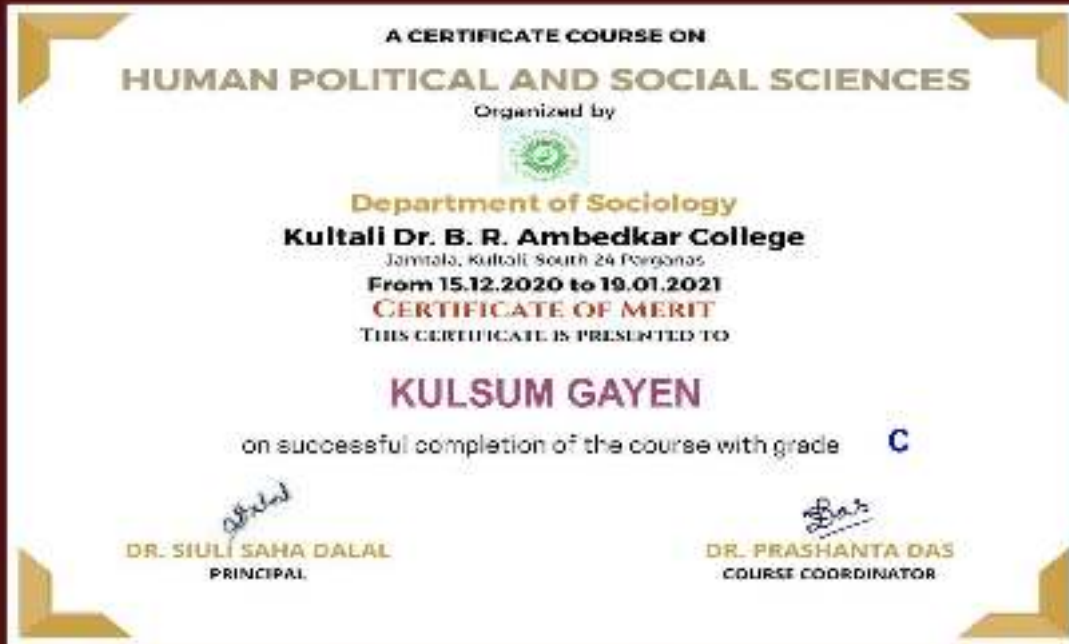 A CERTIFICATE COURSE ON
HUMAN POLITICAL AND SOCIAL SCIENCES
Organized by
Department of Sociology
Kultali Dr. B. R. Ambedkar College
Jamtala, Kultali South 24 Parganas
From 15.12.2020 to 19.01.2021
CERTIFICATE OF MERIT
THIS CERTIFICATE IS PRESENTED TO
KULSUM GAYEN
on successful completion of the course with grade C
DR. SIULI SAHA DALAL
PRINCIPAL
Das
DR. PRASHANTA DAS
COURSE COORDINATOR